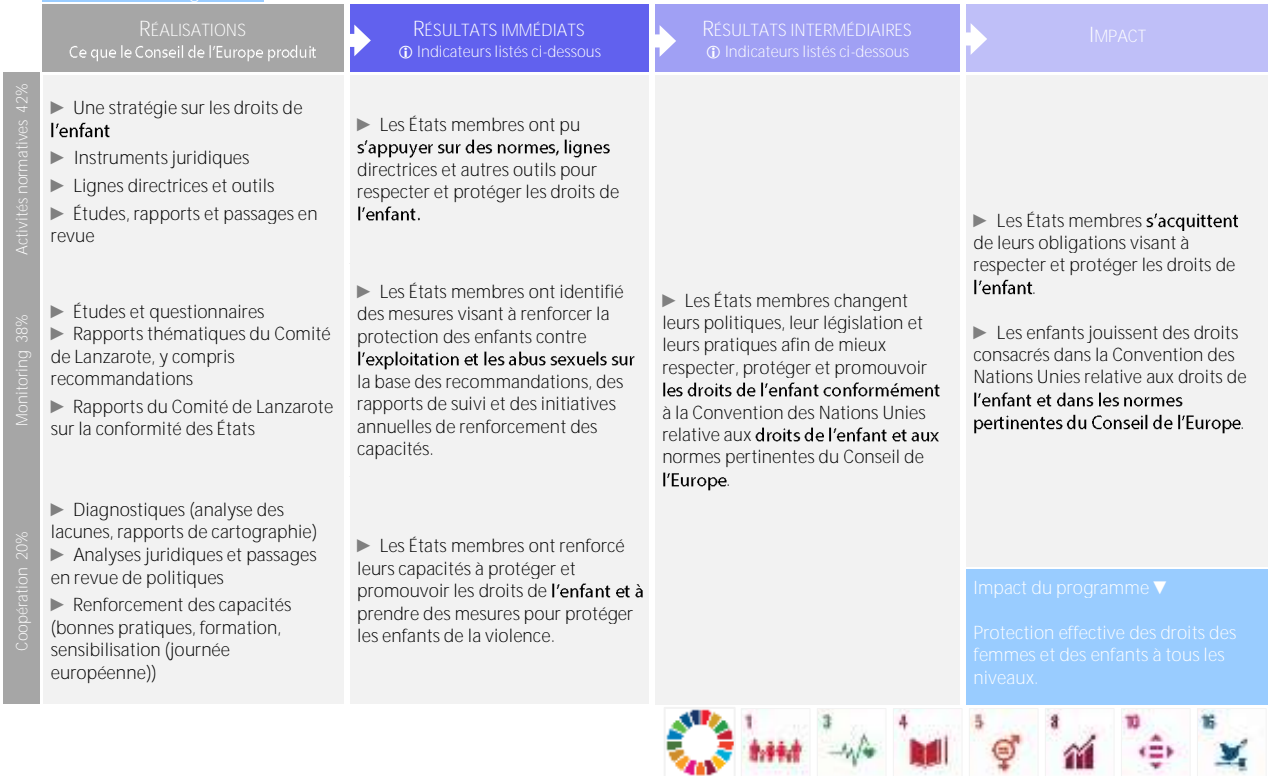 RÉALISATIONS
Ce que le Conseil de l'Europe produit
RÉSULTATS IMMÉDIATS
🛈 Indicateurs listés ci-dessous
RÉSULTATS INTERMÉDIAIRES
🛈 Indicateurs listés ci-dessous
IMPACT
Activités normatives 42%
► Une stratégie sur les droits de
l'enfant
► Instruments juridiques
► Lignes directrices et outils
► Études, rapports et passages en
revue
► Les États membres ont pu
s'appuyer sur des normes, lignes
directrices et autres outils pour
respecter et protéger les droits de
l'enfant.
Monitoring 38%
► Études et questionnaires
► Rapports thématiques du Comité
de Lanzarote, y compris
recommandations
► Rapports du Comité de Lanzarote
sur la conformité des États
► Les États membres ont identifié
des mesures visant à renforcer la
protection des enfants contre
l'exploitation et les abus sexuels sur
la base des recommandations, des
rapports de suivi et des initiatives
annuelles de renforcement des
capacités.
Coopération 20%
► Diagnostiques (analyse des
lacunes, rapports de cartographie)
► Analyses juridiques et passages
en revue de politiques
► Renforcement des capacités
(bonnes pratiques, formation,
sensibilisation (journée
européenne))
► Les États membres ont renforcé
leurs capacités à protéger et
promouvoir les droits de l'enfant et à
prendre des mesures pour protéger
les enfants de la violence.
► Les États membres changent
leurs politiques, leur législation et
leurs pratiques afin de mieux
respecter, protéger et promouvoir
les droits de l'enfant conformément
à la Convention des Nations Unies
relative aux droits de l'enfant et aux
normes pertinentes du Conseil de
l'Europe.
► Les États membres s'acquittent
de leurs obligations visant à
respecter et protéger les droits de
l'enfant.
► Les enfants jouissent des droits
consacrés dans la Convention des
Nations Unies relative aux droits de
l'enfant et dans les normes
pertinentes du Conseil de l'Europe.
Impact du programme ▼
Protection effective des droits des
femmes et des enfants à tous les
niveaux.
1 3 4 5 8 10 16